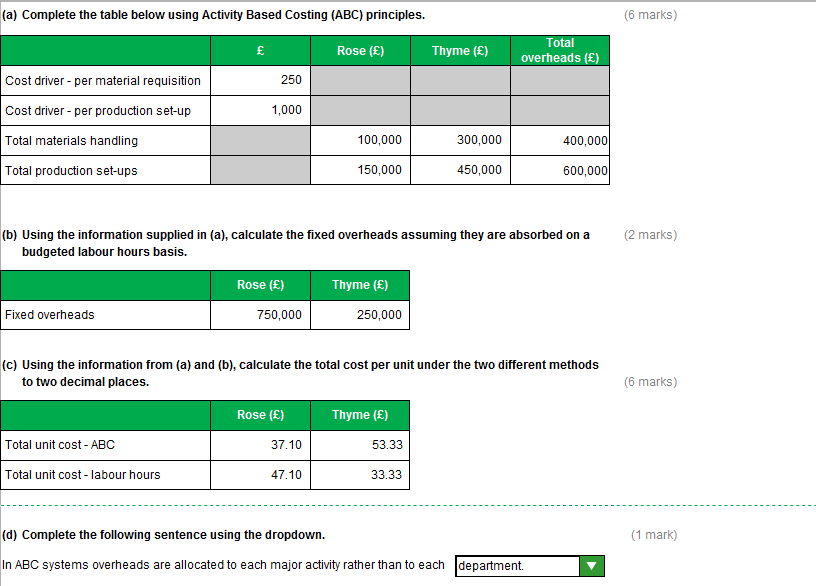 (a) Complete the table below using Activity Based Costing (ABC) principles. (6 marks)
£ Rose (£) Thyme (£) Total overheads (£)
Cost driver - per material requisition 250
Cost driver - per production set-up 1,000
Total materials handling 100,000 300,000 400,000
Total production set-ups 150,000 450,000 600,000
(b) Using the information supplied in (a), calculate the fixed overheads assuming they are absorbed on a (2 marks)
budgeted labour hours basis.
Rose (£) Thyme (£)
Fixed overheads 750,000 250,000
(c) Using the information from (a) and (b), calculate the total cost per unit under the two different methods
to two decimal places. (6 marks)
Rose (£) Thyme (£)
Total unit cost - ABC 37.10 53.33
Total unit cost - labour hours 47.10 33.33
(d) Complete the following sentence using the dropdown. (1 mark)
In ABC systems overheads are allocated to each major activity rather than to each department.